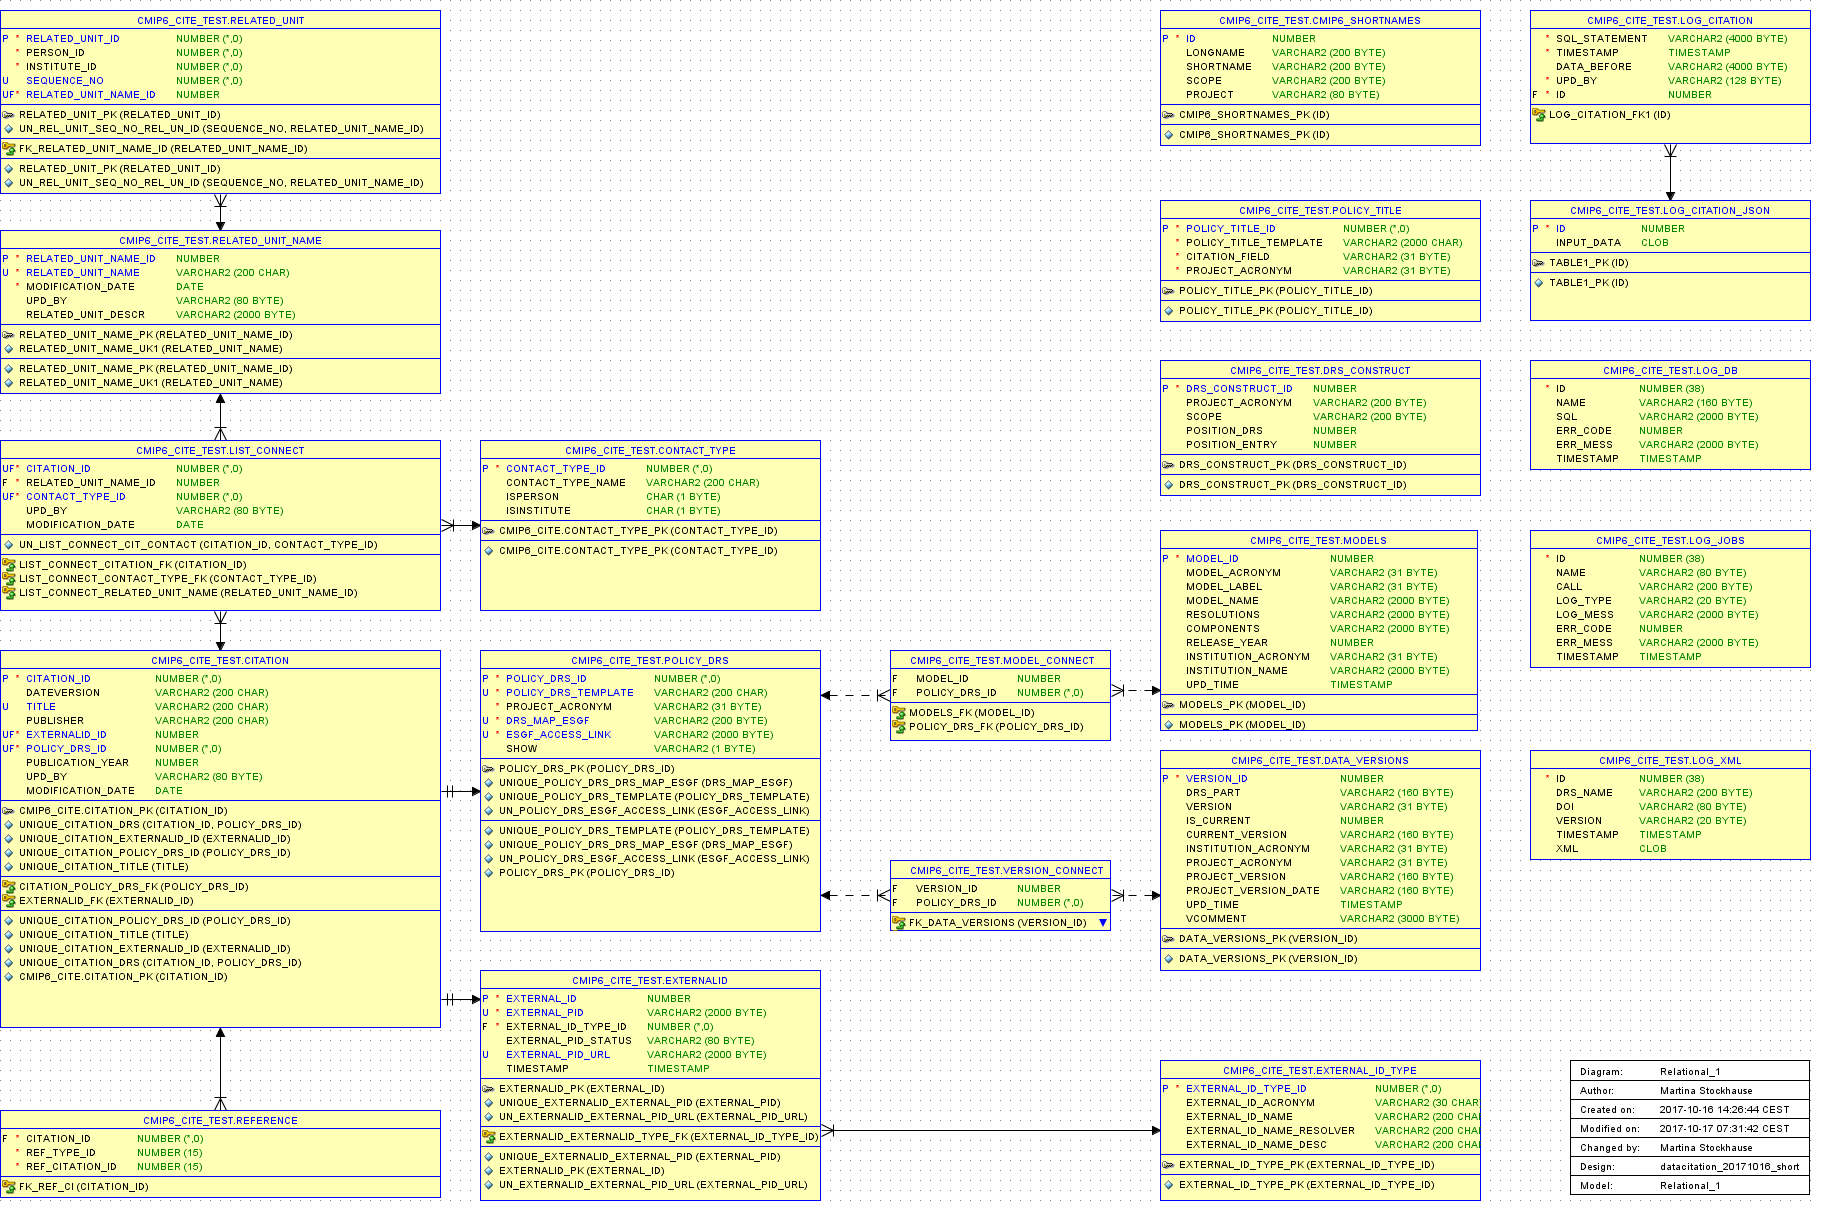 CMIP6_CITE_TEST.RELATED_UNIT
P * RELATED_UNIT_ID NUMBER (*,0)
* PERSON_ID NUMBER (*,0)
* INSTITUTE_ID NUMBER (*,0)
U SEQUENCE_NO NUMBER (*,0)
UF* RELATED_UNIT_NAME_ID NUMBER
RELATED_UNIT_PK (RELATED_UNIT_ID)
UN_REL_UNIT_SEQ_NO_REL_UN_ID (SEQUENCE_NO, RELATED_UNIT_NAME_ID)
FK_RELATED_UNIT_NAME_ID (RELATED_UNIT_NAME_ID)
RELATED_UNIT_PK (RELATED_UNIT_ID)
UN_REL_UNIT_SEQ_NO_REL_UN_ID (SEQUENCE_NO, RELATED_UNIT_NAME_ID)
CMIP6_CITE_TEST.RELATED_UNIT_NAME
P * RELATED_UNIT_NAME_ID NUMBER
U * RELATED_UNIT_NAME VARCHAR2 (200 CHAR)
* MODIFICATION_DATE DATE
UPD_BY VARCHAR2 (80 BYTE)
RELATED_UNIT_DESCR VARCHAR2 (2000 BYTE)
RELATED_UNIT_NAME_PK (RELATED_UNIT_NAME_ID)
RELATED_UNIT_NAME_UK1 (RELATED_UNIT_NAME)
RELATED_UNIT_NAME_PK (RELATED_UNIT_NAME_ID)
RELATED_UNIT_NAME_UK1 (RELATED_UNIT_NAME)
CMIP6_CITE_TEST.LIST_CONNECT
UF* CITATION_ID NUMBER (*,0)
F * RELATED_UNIT_NAME_ID NUMBER
UF* CONTACT_TYPE_ID NUMBER (*,0)
UPD_BY VARCHAR2 (80 BYTE)
MODIFICATION_DATE DATE
UN_LIST_CONNECT_CIT_CONTACT (CITATION_ID, CONTACT_TYPE_ID)
LIST_CONNECT_CITATION_FK (CITATION_ID)
LIST_CONNECT_CONTACT_TYPE_FK (CONTACT_TYPE_ID)
LIST_CONNECT_RELATED_UNIT_NAME (RELATED_UNIT_NAME_ID)
CMIP6_CITE_TEST.CITATION
P * CITATION_ID NUMBER (*,0)
DATEVERSION VARCHAR2 (200 CHAR)
U TITLE VARCHAR2 (200 CHAR)
PUBLISHER VARCHAR2 (200 CHAR)
UF* EXTERNALID_ID NUMBER
UF* POLICY_DRS_ID NUMBER (*,0)
PUBLICATION_YEAR NUMBER
UPD_BY VARCHAR2 (80 BYTE)
MODIFICATION_DATE DATE
CMIP6_CITE.CITATION_PK (CITATION_ID)
UNIQUE_CITATION_DRS (CITATION_ID, POLICY_DRS_ID)
UNIQUE_CITATION_EXTERNALID_ID (EXTERNALID_ID)
UNIQUE_CITATION_POLICY_DRS_ID (POLICY_DRS_ID)
UNIQUE_CITATION_TITLE (TITLE)
CITATION_POLICY_DRS_FK (POLICY_DRS_ID)
EXTERNALID_FK (EXTERNALID_ID)
UNIQUE_CITATION_POLICY_DRS_ID (POLICY_DRS_ID)
UNIQUE_CITATION_TITLE (TITLE)
UNIQUE_CITATION_EXTERNALID_ID (EXTERNALID_ID)
UNIQUE_CITATION_DRS (CITATION_ID, POLICY_DRS_ID)
CMIP6_CITE.CITATION_PK (CITATION_ID)
CMIP6_CITE_TEST.REFERENCE
F * CITATION_ID NUMBER (*,0)
* REF_TYPE_ID NUMBER (15)
* REF_CITATION_ID NUMBER (15)
FK_REF_CI (CITATION_ID)
CMIP6_CITE_TEST.CONTACT_TYPE
P * CONTACT_TYPE_ID NUMBER (*,0)
CONTACT_TYPE_NAME VARCHAR2 (200 CHAR)
ISPERSON CHAR (1 BYTE)
ISINSTITUTE CHAR (1 BYTE)
CMIP6_CITE.CONTACT_TYPE_PK (CONTACT_TYPE_ID)
CMIP6_CITE.CONTACT_TYPE_PK (CONTACT_TYPE_ID)
CMIP6_CITE_TEST.POLICY_DRS
P * POLICY_DRS_ID NUMBER (*,0)
U * POLICY_DRS_TEMPLATE VARCHAR2 (200 CHAR)
* PROJECT_ACRONYM VARCHAR2 (31 BYTE)
U * DRS_MAP_ESGF VARCHAR2 (200 BYTE)
U * ESGF_ACCESS_LINK VARCHAR2 (2000 BYTE)
SHOW VARCHAR2 (1 BYTE)
POLICY_DRS_PK (POLICY_DRS_ID)
UNIQUE_POLICY_DRS_DRS_MAP_ESGF (DRS_MAP_ESGF)
UNIQUE_POLICY_DRS_TEMPLATE (POLICY_DRS_TEMPLATE)
UN_POLICY_DRS_ESGF_ACCESS_LINK (ESGF_ACCESS_LINK)
UNIQUE_POLICY_DRS_TEMPLATE (POLICY_DRS_TEMPLATE)
UNIQUE_POLICY_DRS_DRS_MAP_ESGF (DRS_MAP_ESGF)
UN_POLICY_DRS_ESGF_ACCESS_LINK (ESGF_ACCESS_LINK)
POLICY_DRS_PK (POLICY_DRS_ID)
CMIP6_CITE_TEST.EXTERNALID
P * EXTERNAL_ID NUMBER
U * EXTERNAL_PID VARCHAR2 (2000 BYTE)
F * EXTERNAL_ID_TYPE_ID NUMBER (*,0)
EXTERNAL_PID_STATUS VARCHAR2 (80 BYTE)
U EXTERNAL_PID_URL VARCHAR2 (2000 BYTE)
TIMESTAMP TIMESTAMP
EXTERNALID_PK (EXTERNAL_ID)
UNIQUE_EXTERNALID_EXTERNAL_PID (EXTERNAL_PID)
UN_EXTERNALID_EXTERNAL_PID_URL (EXTERNAL_PID_URL)
EXTERNALID_EXTERNALID_TYPE_FK (EXTERNAL_ID_TYPE_ID)
UNIQUE_EXTERNALID_EXTERNAL_PID (EXTERNAL_PID)
EXTERNALID_PK (EXTERNAL_ID)
UN_EXTERNALID_EXTERNAL_PID_URL (EXTERNAL_PID_URL)
CMIP6_CITE_TEST.MODEL_CONNECT
F MODEL_ID NUMBER
F POLICY_DRS_ID NUMBER (*,0)
MODELS_FK (MODEL_ID)
POLICY_DRS_FK (POLICY_DRS_ID)
CMIP6_CITE_TEST.VERSION_CONNECT
F VERSION_ID NUMBER
F POLICY_DRS_ID NUMBER (*,0)
FK_DATA_VERSIONS (VERSION_ID)
CMIP6_CITE_TEST.CMIP6_SHORTNAMES
P * ID NUMBER
LONGNAME VARCHAR2 (200 BYTE)
SHORTNAME VARCHAR2 (200 BYTE)
SCOPE VARCHAR2 (200 BYTE)
PROJECT VARCHAR2 (80 BYTE)
CMIP6_SHORTNAMES_PK (ID)
CMIP6_SHORTNAMES_PK (ID)
CMIP6_CITE_TEST.POLICY_TITLE
P * POLICY_TITLE_ID NUMBER (*,0)
* POLICY_TITLE_TEMPLATE VARCHAR2 (2000 CHAR)
* CITATION_FIELD VARCHAR2 (31 BYTE)
* PROJECT_ACRONYM VARCHAR2 (31 BYTE)
POLICY_TITLE_PK (POLICY_TITLE_ID)
POLICY_TITLE_PK (POLICY_TITLE_ID)
CMIP6_CITE_TEST.DRS_CONSTRUCT
P * DRS_CONSTRUCT_ID NUMBER
PROJECT_ACRONYM VARCHAR2 (200 BYTE)
SCOPE VARCHAR2 (200 BYTE)
POSITION_DRS NUMBER
POSITION_ENTRY NUMBER
DRS_CONSTRUCT_PK (DRS_CONSTRUCT_ID)
DRS_CONSTRUCT_PK (DRS_CONSTRUCT_ID)
CMIP6_CITE_TEST.MODELS
P * MODEL_ID NUMBER
MODEL_ACRONYM VARCHAR2 (31 BYTE)
MODEL_LABEL VARCHAR2 (31 BYTE)
MODEL_NAME VARCHAR2 (2000 BYTE)
RESOLUTIONS VARCHAR2 (2000 BYTE)
COMPONENTS VARCHAR2 (2000 BYTE)
RELEASE_YEAR NUMBER
INSTITUTION_ACRONYM VARCHAR2 (31 BYTE)
INSTITUTION_NAME VARCHAR2 (2000 BYTE)
UPD_TIME TIMESTAMP
MODELS_PK (MODEL_ID)
MODELS_PK (MODEL_ID)
CMIP6_CITE_TEST.DATA_VERSIONS
P * VERSION_ID NUMBER
DRS_PART VARCHAR2 (160 BYTE)
VERSION VARCHAR2 (31 BYTE)
IS_CURRENT NUMBER
CURRENT_VERSION VARCHAR2 (160 BYTE)
INSTITUTION_ACRONYM VARCHAR2 (31 BYTE)
PROJECT_ACRONYM VARCHAR2 (31 BYTE)
PROJECT_VERSION VARCHAR2 (160 BYTE)
PROJECT_VERSION_DATE VARCHAR2 (160 BYTE)
UPD_TIME TIMESTAMP
VCOMMENT VARCHAR2 (3000 BYTE)
DATA_VERSIONS_PK (VERSION_ID)
DATA_VERSIONS_PK (VERSION_ID)
CMIP6_CITE_TEST.EXTERNAL_ID_TYPE
P * EXTERNAL_ID_TYPE_ID NUMBER (*,0)
EXTERNAL_ID_ACRONYM VARCHAR2 (30 CHAR
EXTERNAL_ID_NAME VARCHAR2 (200 CHA
EXTERNAL_ID_NAME_RESOLVER VARCHAR2 (200 CHA
EXTERNAL_ID_NAME_DESC VARCHAR2 (200 CHA
EXTERNAL_ID_TYPE_PK (EXTERNAL_ID_TYPE_ID)
EXTERNAL_ID_TYPE_PK (EXTERNAL_ID_TYPE_ID)
CMIP6_CITE_TEST.LOG_CITATION
* SQL_STATEMENT VARCHAR2 (4000 BYTE)
* TIMESTAMP TIMESTAMP
DATA_BEFORE VARCHAR2 (4000 BYTE)
* UPD_BY VARCHAR2 (128 BYTE)
F * ID NUMBER
LOG_CITATION_FK1 (ID)
CMIP6_CITE_TEST.LOG_CITATION_JSON
P * ID NUMBER
INPUT_DATA CLOB
TABLE1_PK (ID)
TABLE1_PK (ID)
CMIP6_CITE_TEST.LOG_DB
* ID NUMBER (38)
NAME VARCHAR2 (160 BYTE)
SQL VARCHAR2 (2000 BYTE)
ERR_CODE NUMBER
ERR_MESS VARCHAR2 (2000 BYTE)
TIMESTAMP TIMESTAMP
CMIP6_CITE_TEST.LOG_JOBS
* ID NUMBER (38)
NAME VARCHAR2 (80 BYTE)
CALL VARCHAR2 (200 BYTE)
LOG_TYPE VARCHAR2 (20 BYTE)
LOG_MESS VARCHAR2 (2000 BYTE)
ERR_CODE NUMBER
ERR_MESS VARCHAR2 (2000 BYTE)
TIMESTAMP TIMESTAMP
CMIP6_CITE_TEST.LOG_XML
* ID NUMBER (38)
DRS_NAME VARCHAR2 (200 BYTE)
DOI VARCHAR2 (80 BYTE)
VERSION VARCHAR2 (20 BYTE)
TIMESTAMP TIMESTAMP
XML CLOB
Diagram: Relational_1
Author: Martina Stockhause
Created on: 2017-10-16 14:26:44 CEST
Modified on: 2017-10-17 07:31:42 CEST
Changed by: Martina Stockhause
Design: datacitation_20171016_short
Model: Relational_1